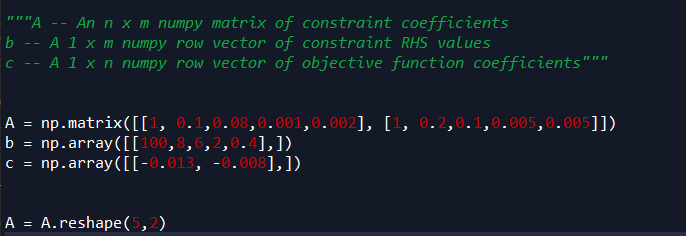 """A -- An n x m numpy matrix of constraint coefficients
b -- A 1 x m numpy row vector of constraint RHS values
c -- A 1 x n numpy row vector of objective function coefficients"""
A = np.matrix([[1, 0.1,0.08,0.001,0.002], [1, 0.2,0.1,0.005,0.005]])
b = np.array([[100,8,6,2,0.4],])
c = np.array([[-0.013, -0.008],])
A = A.reshape(5,2)